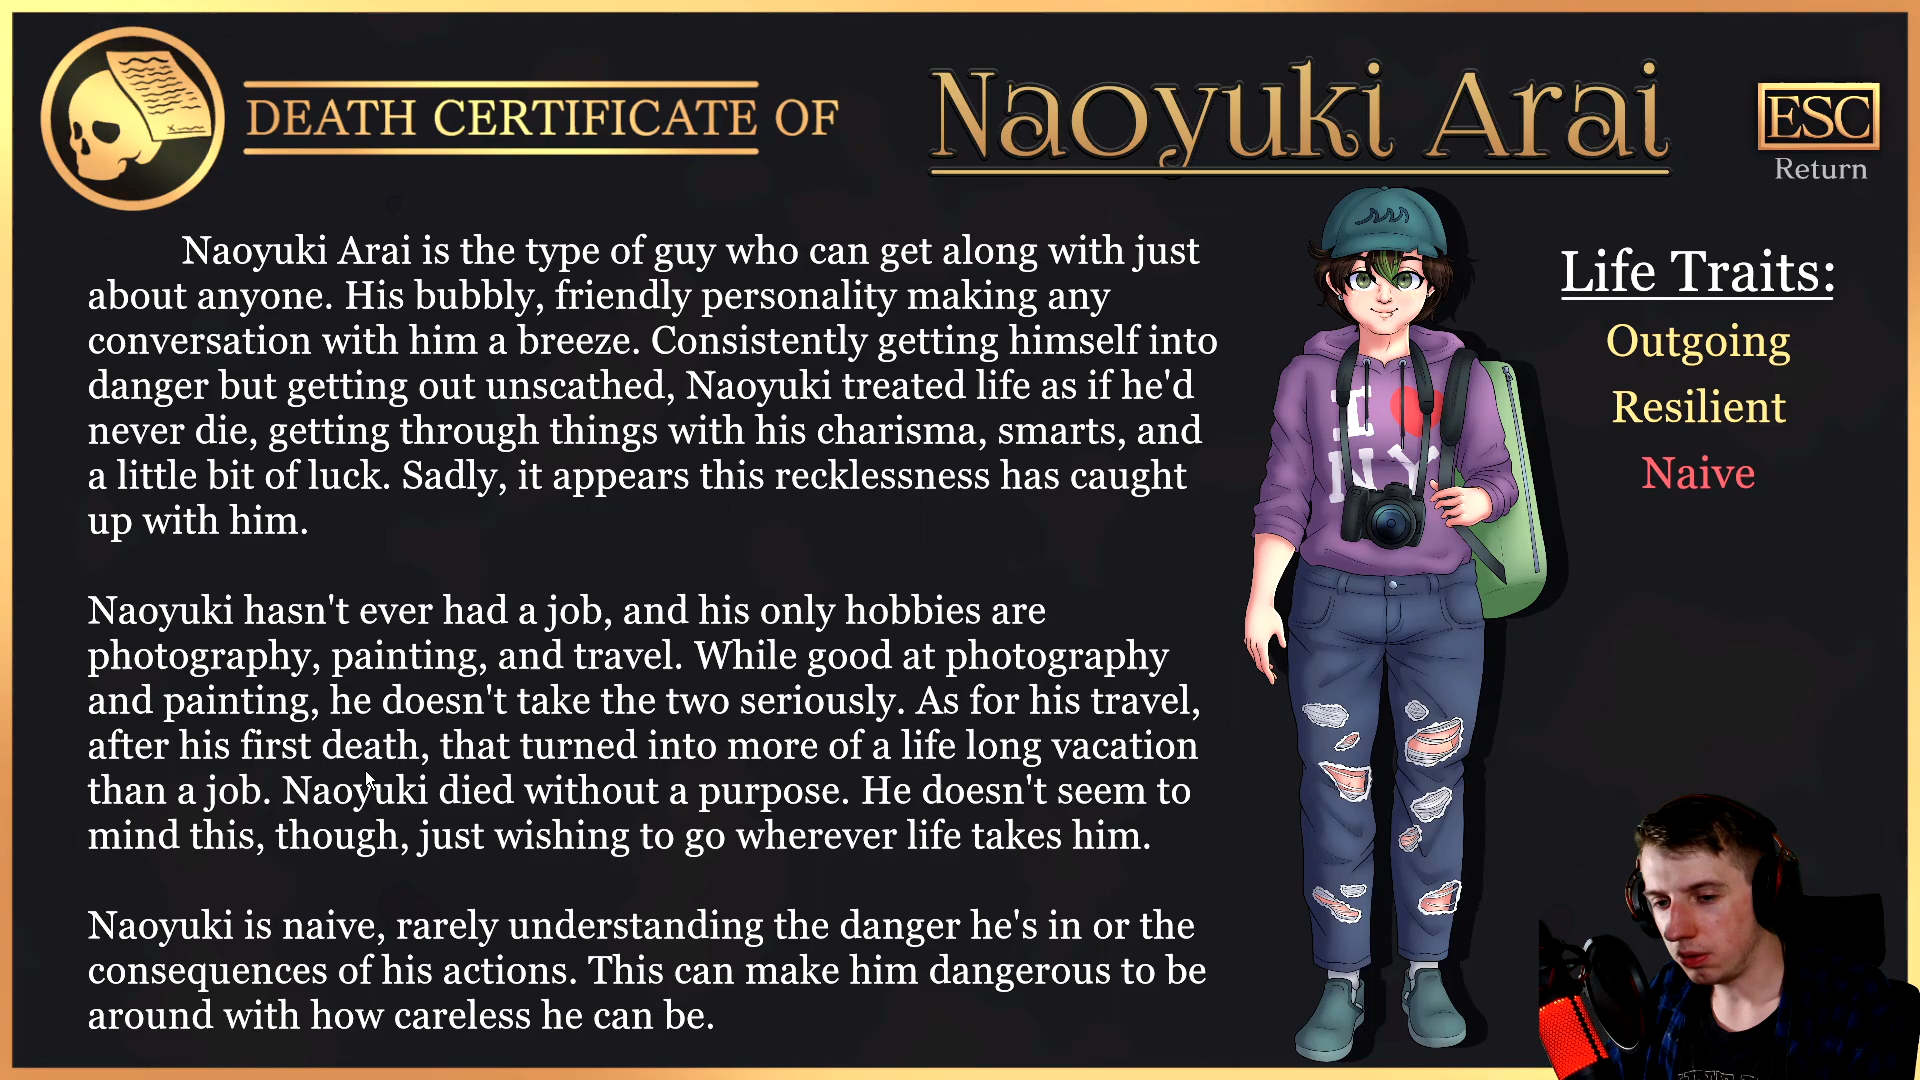 DEATH CERTIFICATE OF
Naoyuki Arai
ESC
Return
Naoyuki Arai is the type of guy who can get along with just
about anyone. His bubbly, friendly personality making any
conversation with him a breeze. Consistently getting himself into
danger but getting out unscathed, Naoyuki treated life as if he'd
never die, getting through things with his charisma, smarts, and
a little bit of luck. Sadly, it appears this recklessness has caught
up with him.
Naoyuki hasn't ever had a job, and his only hobbies are
photography, painting, and travel. While good at photography
and painting, he doesn't take the two seriously. As for his travel,
after his first death, that turned into more of a life long vacation
than a job. Naoyuki died without a purpose. He doesn't seem to
mind this, though, just wishing to go wherever life takes him.
Naoyuki is naive, rarely understanding the danger he's in or the
consequences of his actions. This can make him dangerous to be
around with how careless he can be.
I
NY
Life Traits:
Outgoing
Resilient
Naive